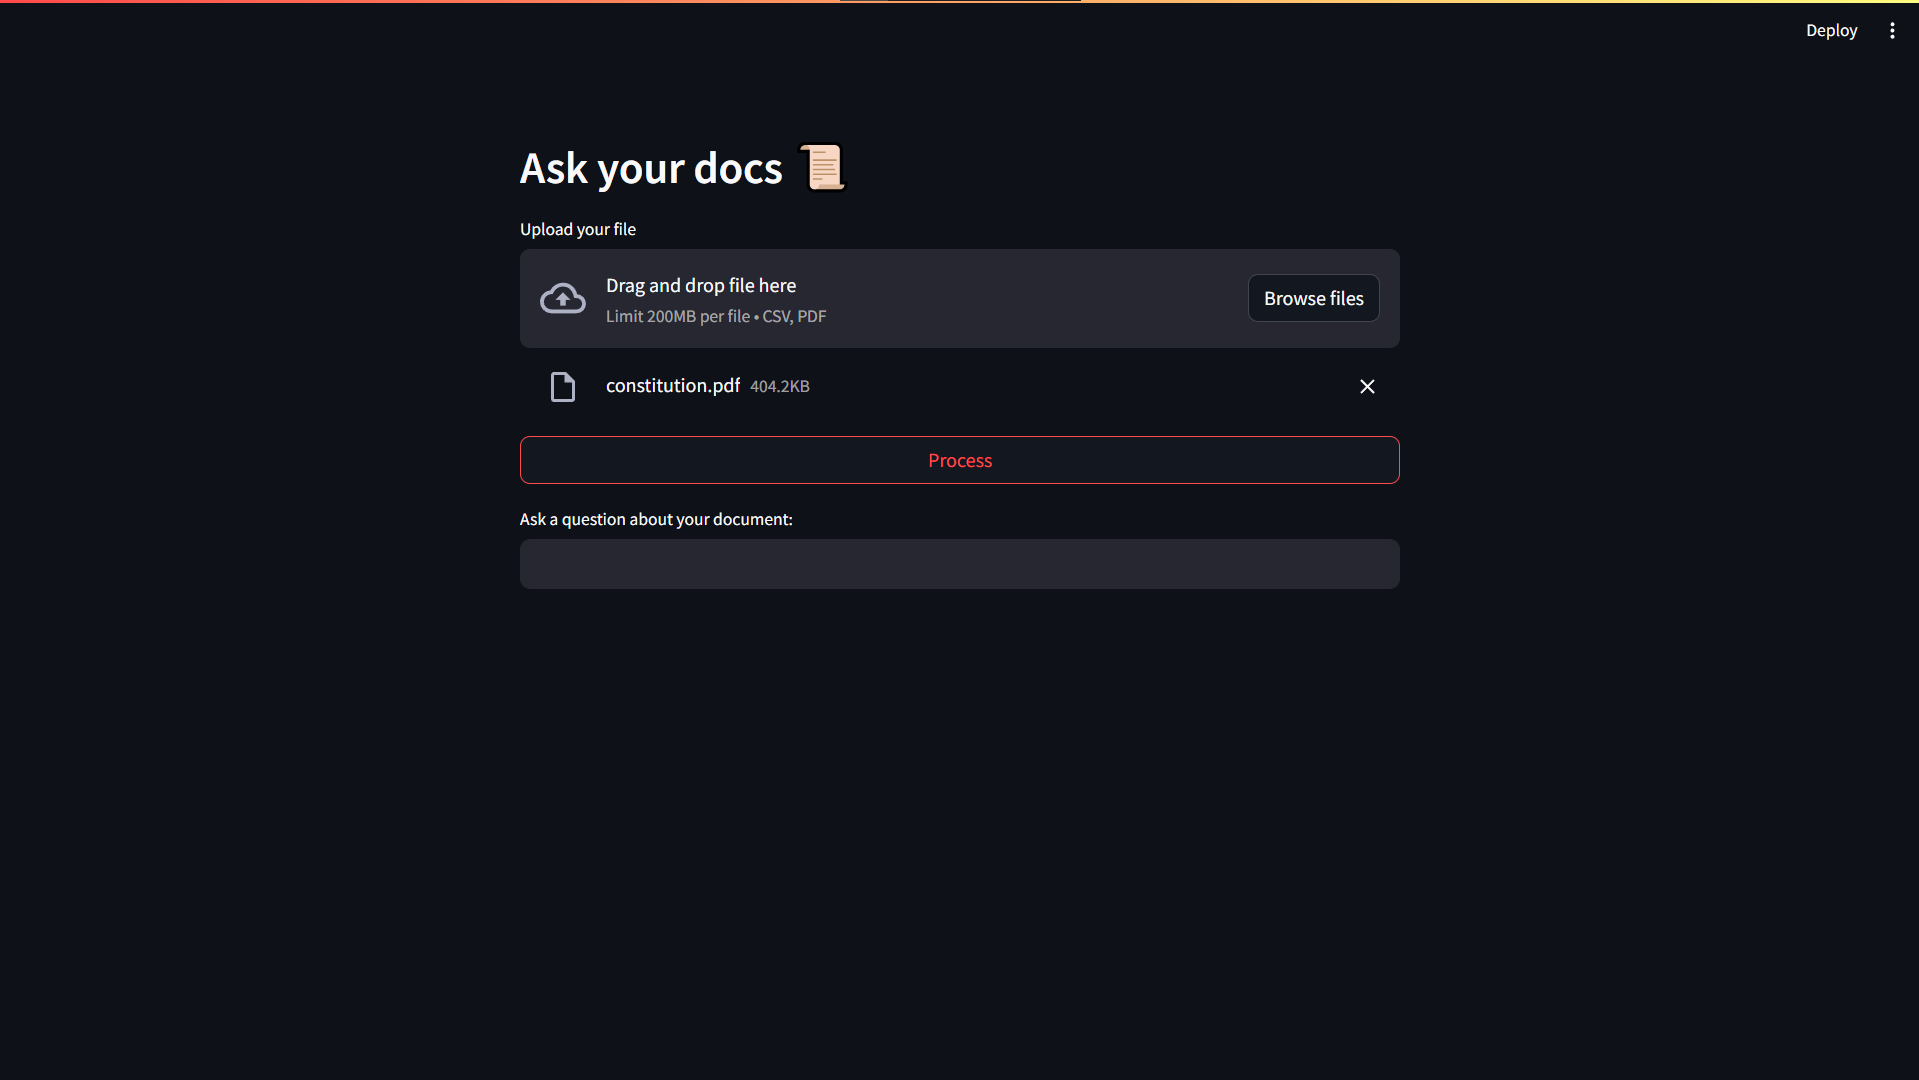 Deploy
Ask your docs
Upload your file
Drag and drop file here
Limit 200MB per file • CSV, PDF
Browse files
constitution.pdf 404.2KB
Process
Ask a question about your document: